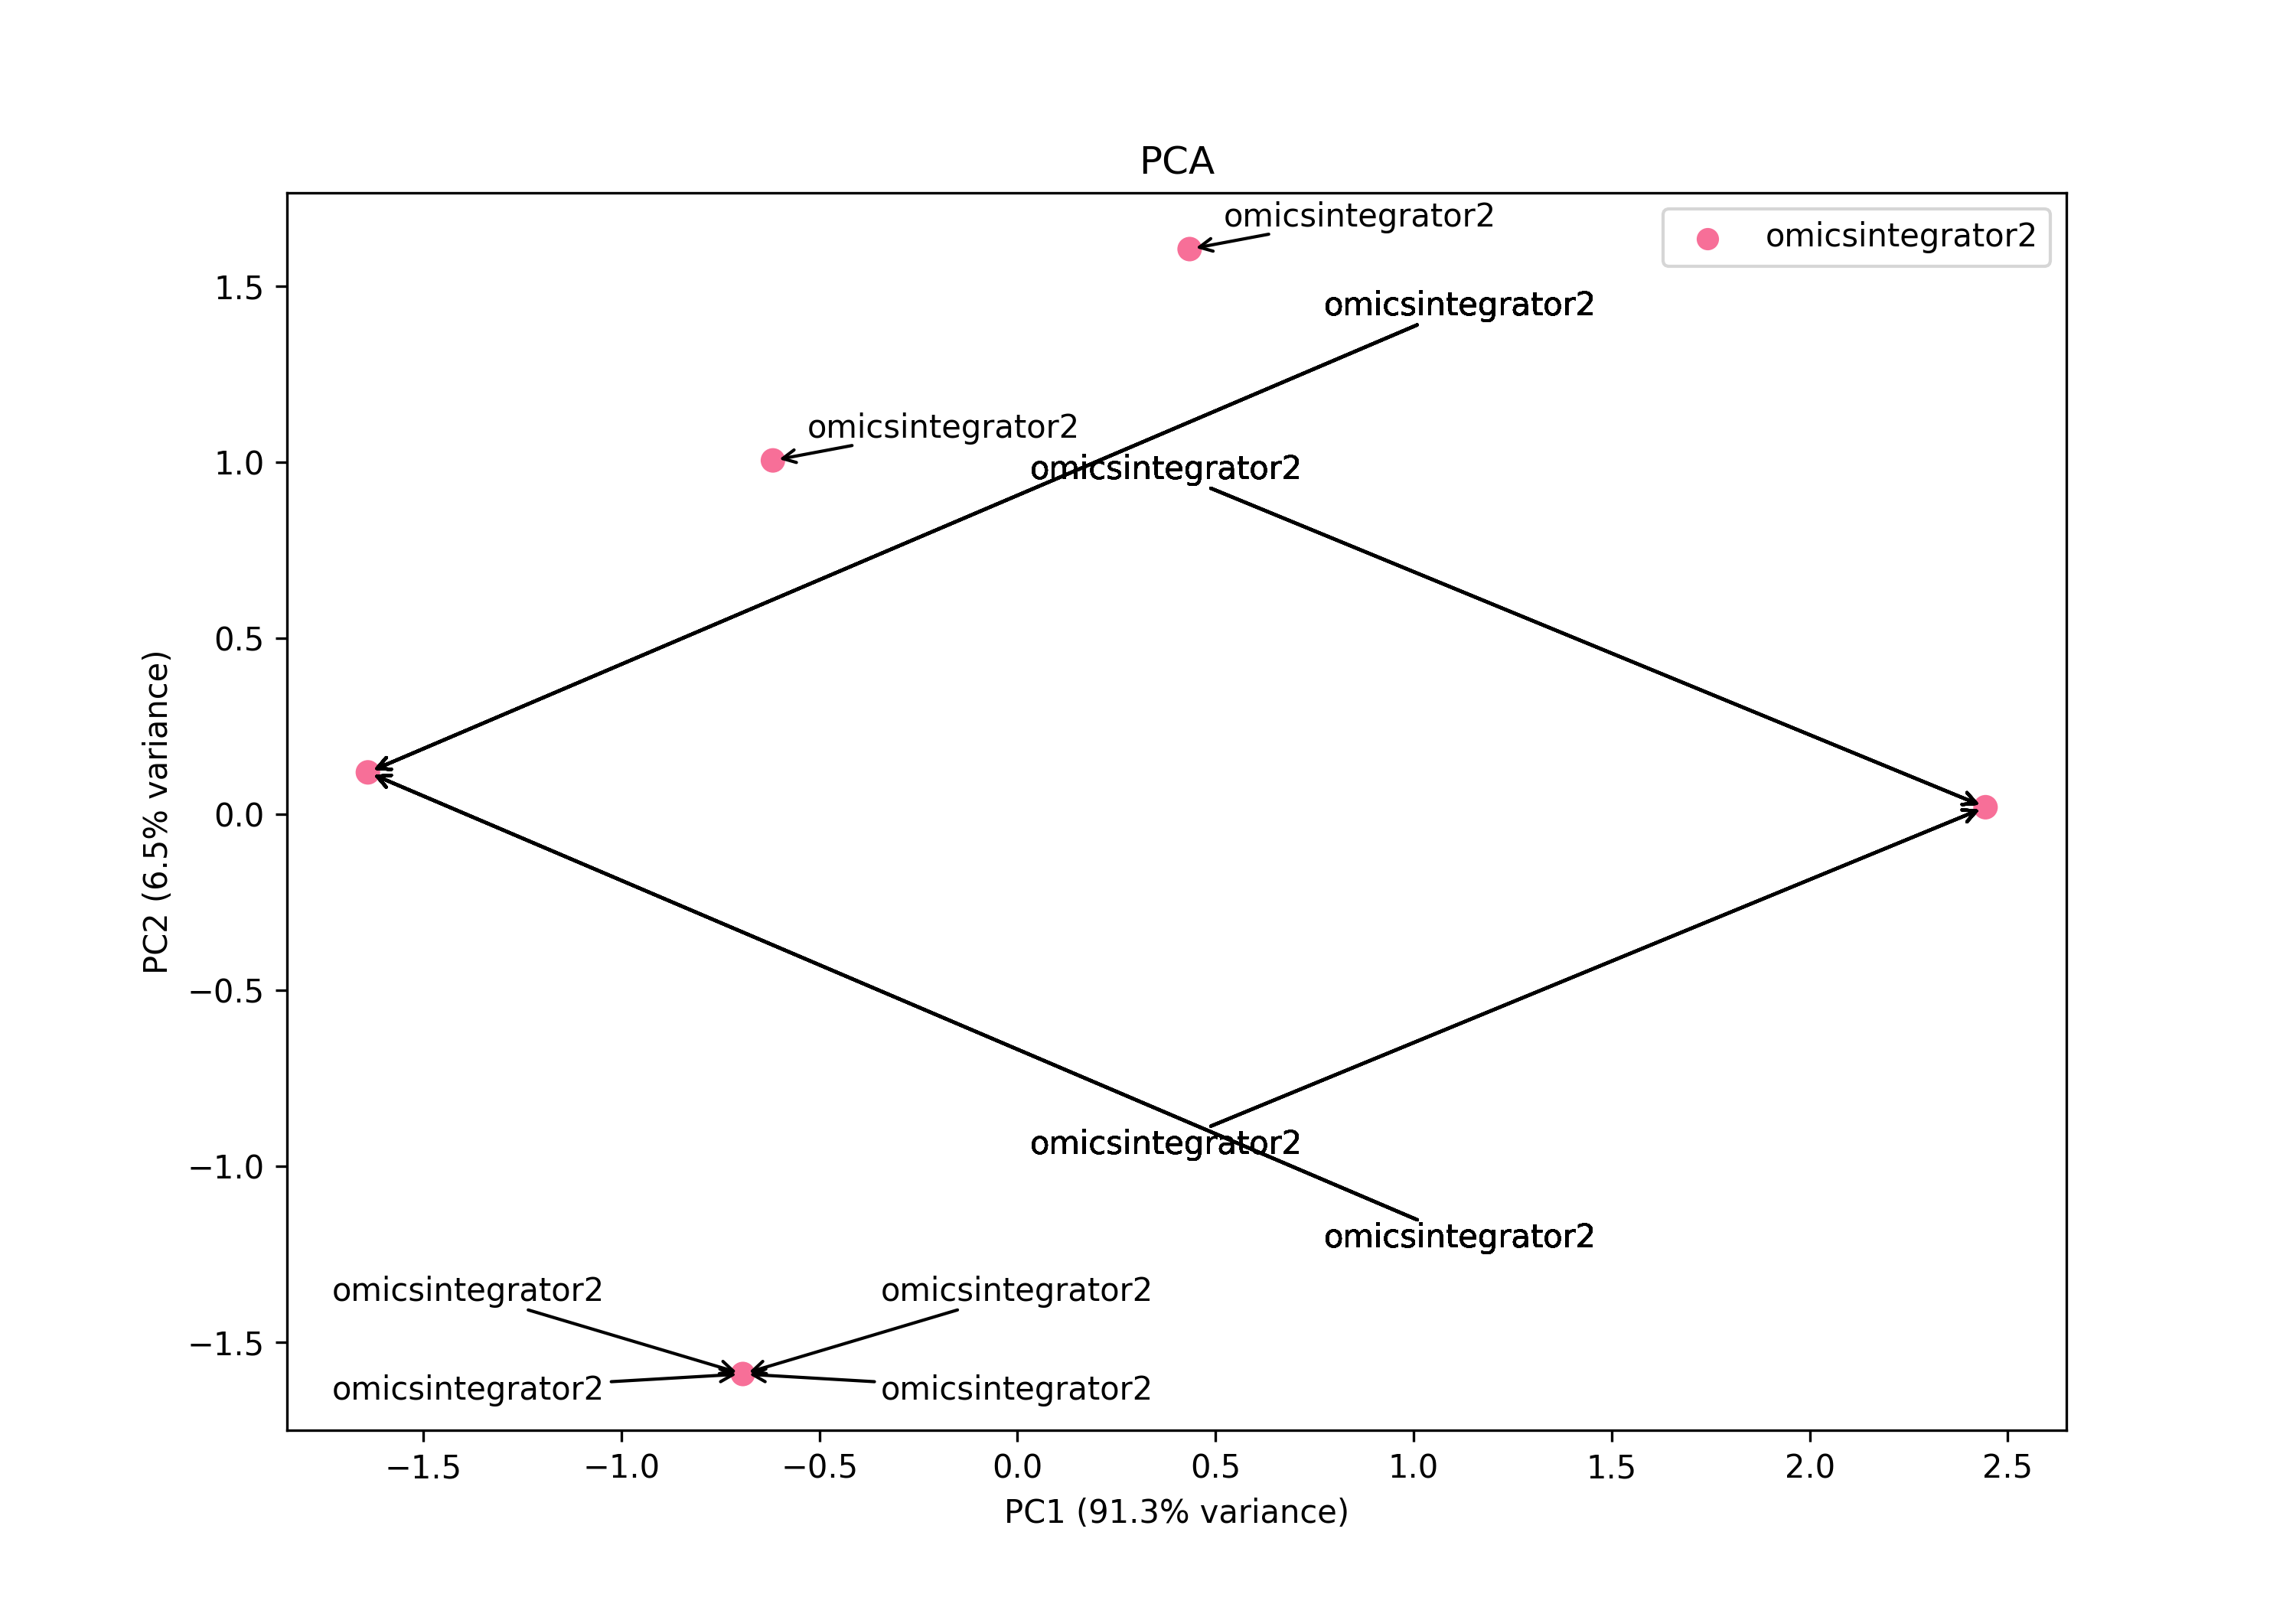 PCA
omicsintegrator2
omicsintegrator2
omicsintegrator2
omicsintegrator2
omicsintegrator2
omicsintegrator2
omicsintegrator2
omicsintegrator2
omicsintegrator2
omicsintegrator2
omicsintegrator2
1.5
1.0
0.5
0.0
−0.5
−1.0
−1.5
PC2 (6.5% variance)
−1.5
−1.0
−0.5
0.0
0.5
1.0
1.5
2.0
2.5
PC1 (91.3% variance)